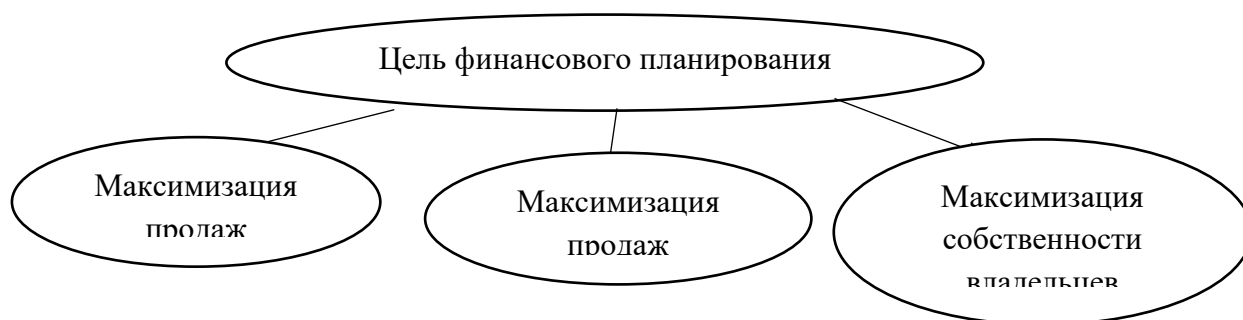 Цель финансового планирования
Максимизация
продаж
Максимизация
продаж
Максимизация
собственности
владельцев